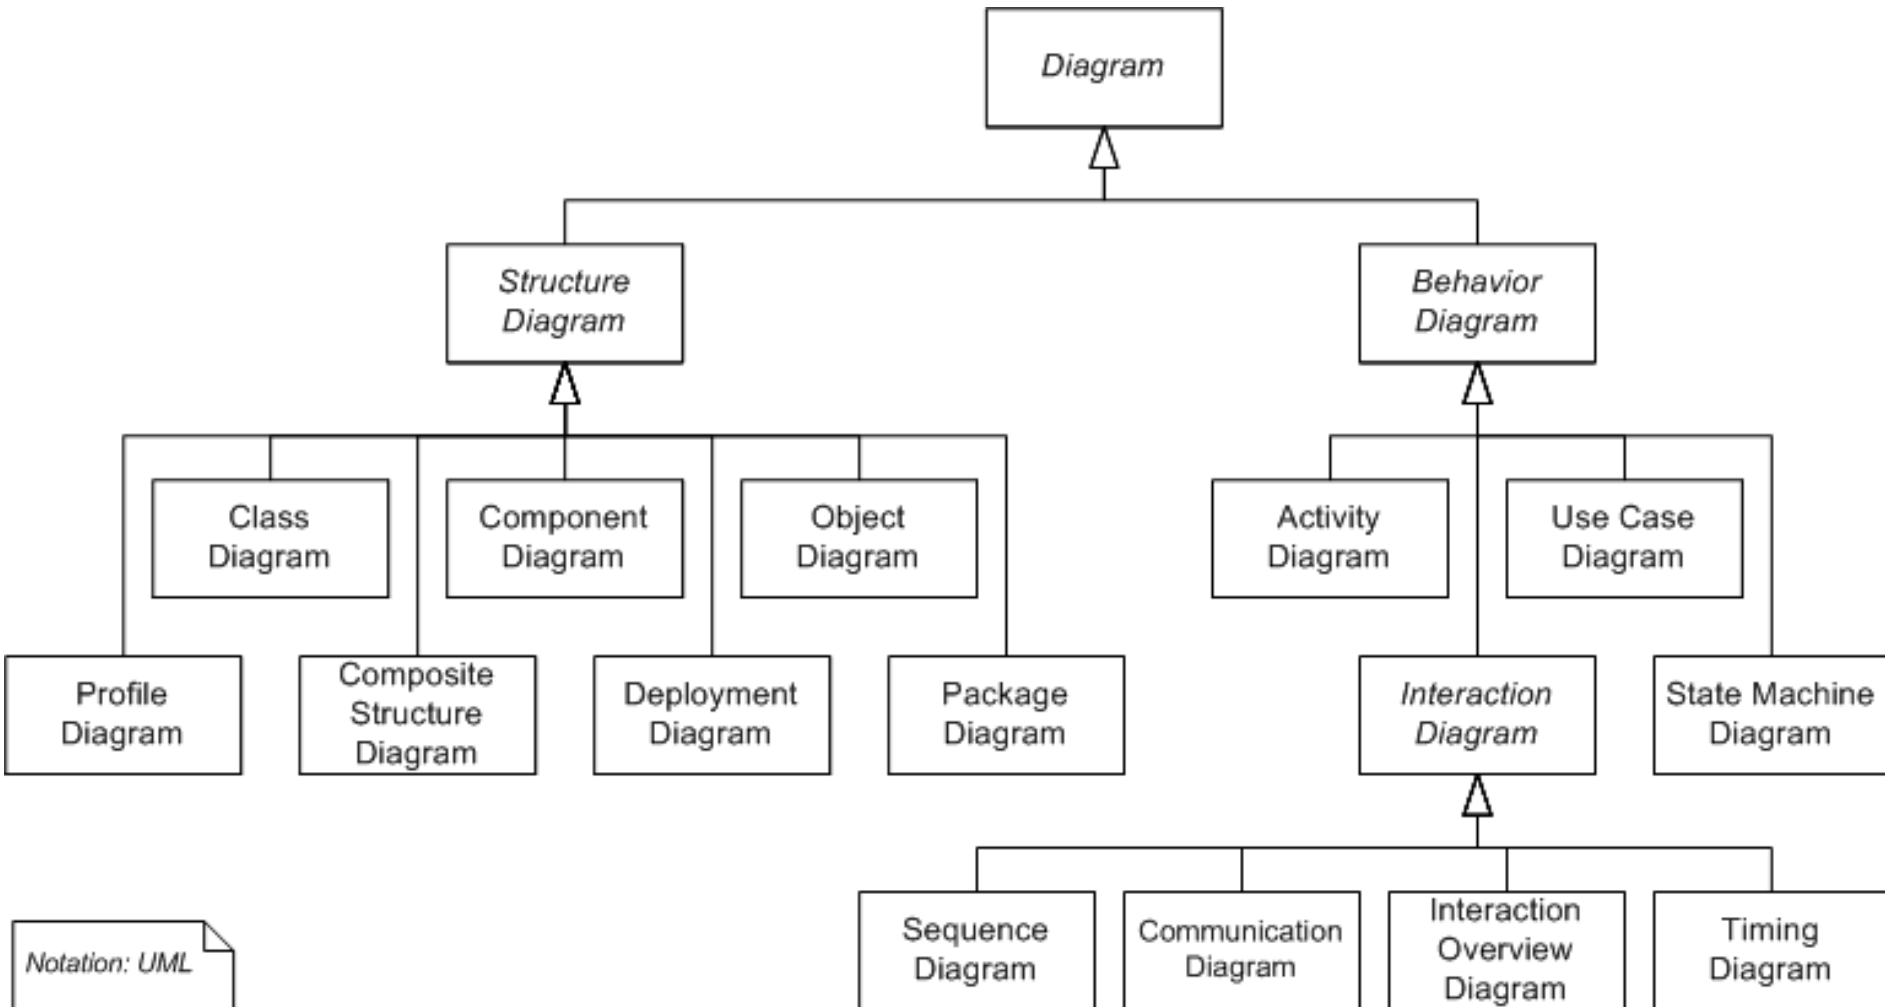 Diagram
Structure
Diagram
Behavior
Diagram
Class
Diagram
Component
Diagram
Object
Diagram
Activity
Diagram
Use Case
Diagram
Profile
Diagram
Composite
Structure
Diagram
Deployment
Diagram
Package
Diagram
Interaction
Diagram
State Machine
Diagram
Sequence
Diagram
Communication
Diagram
Interaction
Overview
Diagram
Timing
Diagram
Notation: UML